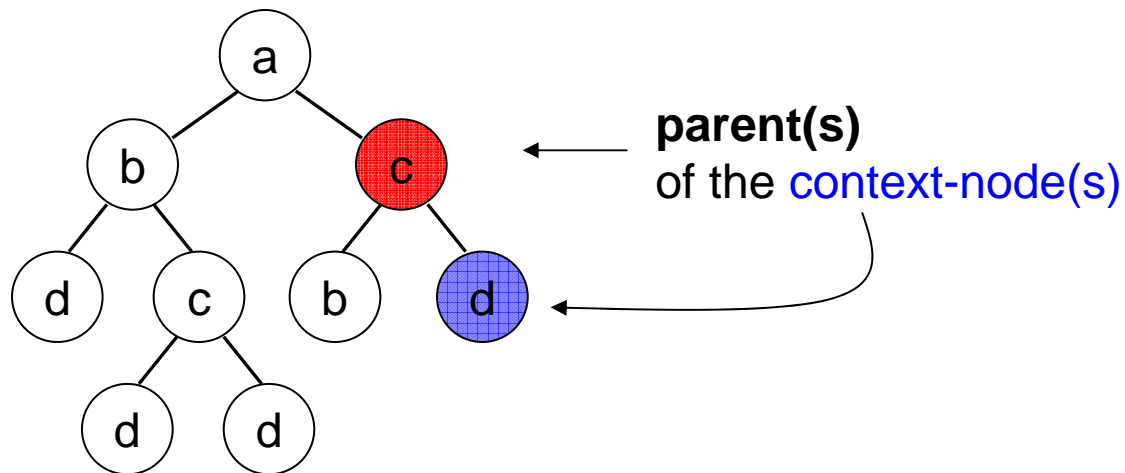 a
b c
parent(s)
of the context-node(s)
d c b d
d d